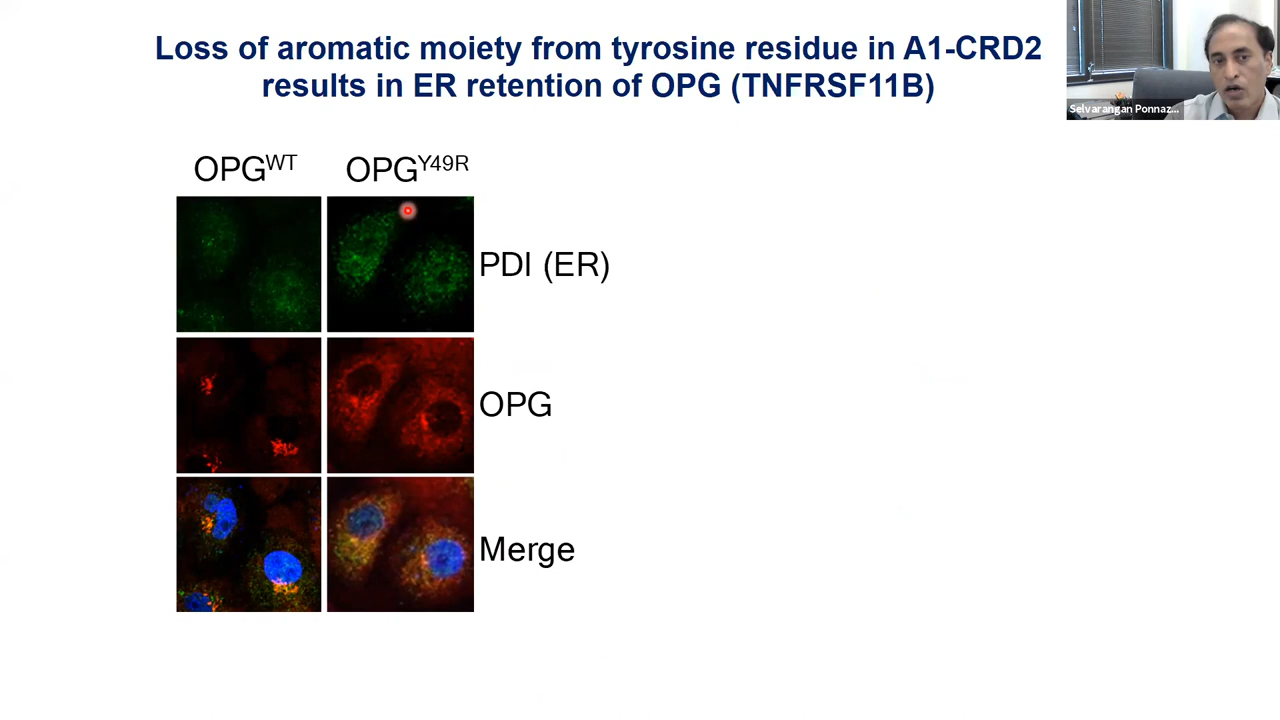 Loss of aromatic moiety from tyrosine residue in A1-CRD2
results in ER retention of OPG (TNFRSF11B)
Selvarangan Ponnaz...
OPGWT OPGY49R
PDI (ER)
OPG
Merge